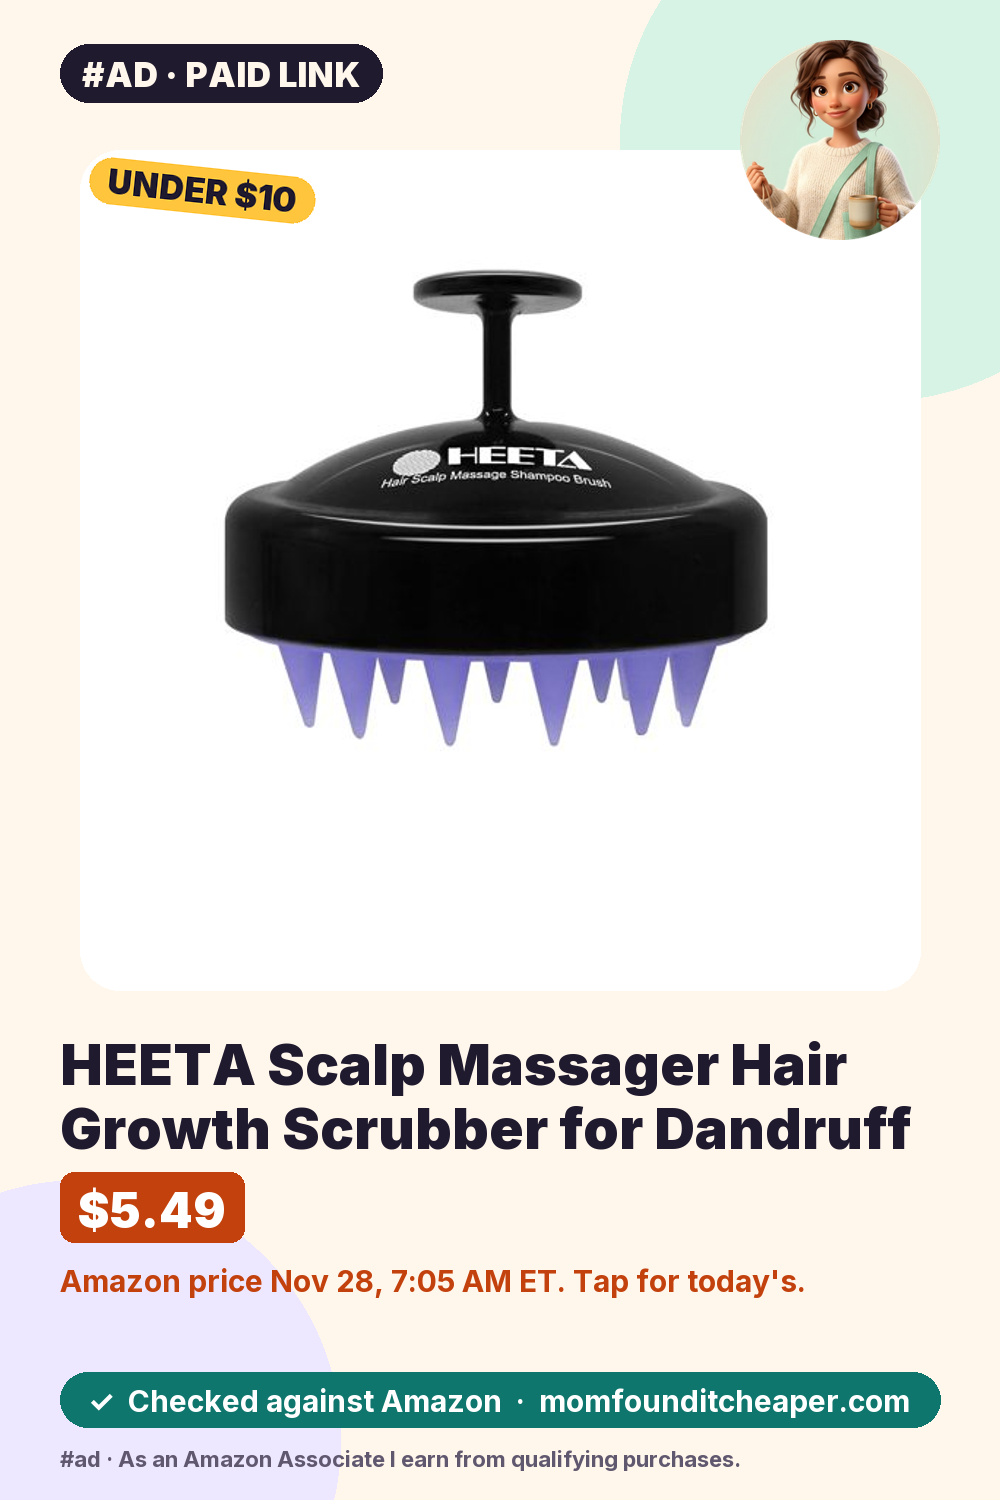 #AD · PAID LINK
UNDER $10
HEETA
Hair Scalp Massage Shampoo Brush
HEETA Scalp Massager Hair
Growth Scrubber for Dandruff
$5.49
Amazon price Nov 28, 7:05 AM ET. Tap for today's.
✓ Checked against Amazon · momfounditcheaper.com
#ad · As an Amazon Associate I earn from qualifying purchases.